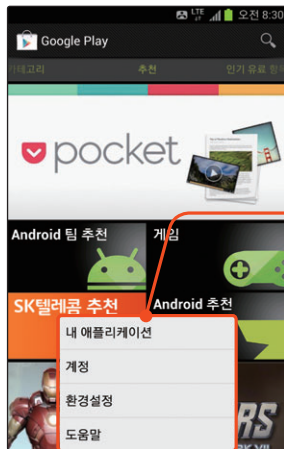 LTE 오전 8:30
Google Play
카테고리 추천 인기 유료
pocket
Android 팀 추천 게임
SK텔레콤 추천 Android 추천
내 애플리케이션
계정
환경설정
도움말